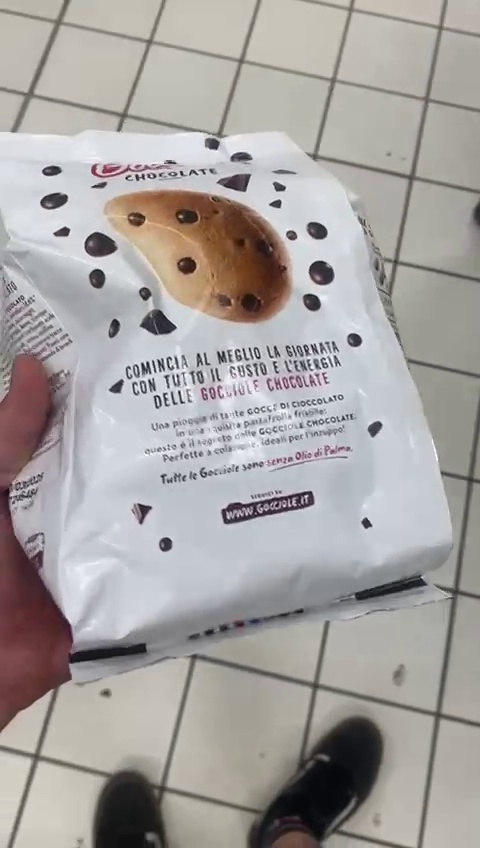 CHOCOLATE
COMINCIA AL MEGLIO LA GIORNATA
CON TUTTO IL GUSTO E L'ENERGIA
DELLE GOCCIOLE CHOCOLATE
Una pioggia di tante GOCCE DI CIOCCOLATO
in una squisita pastafrolla friabile:
questo è il segreto delle GOCCIOLE CHOCOLATE.
Perfette a colazione, ideali per l'inzuppo!
Tutte le Gocciole sono senza Olio di Palma.
SEGUICI SU
WWW.GOCCIOLE.IT